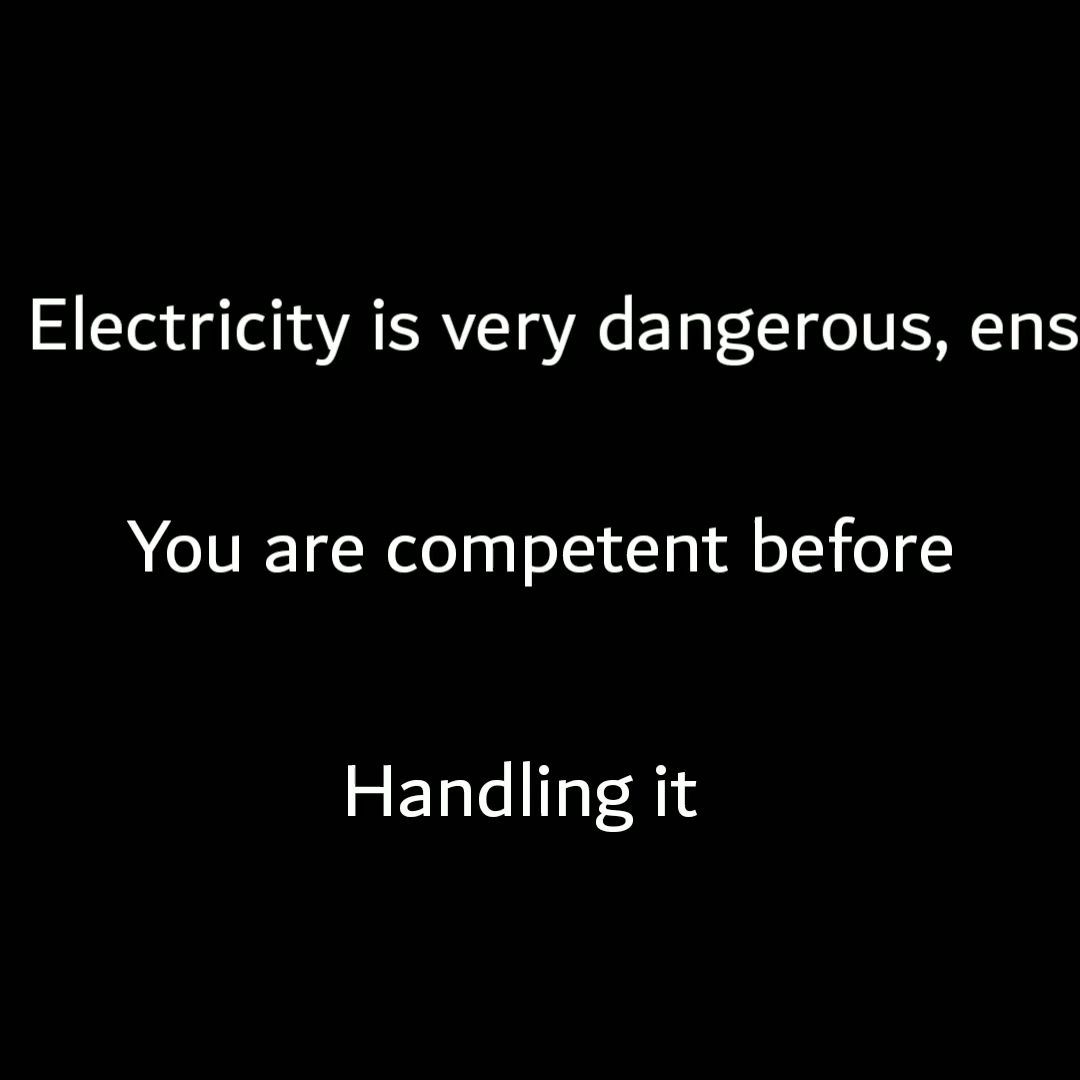 Electricity is very dangerous, ens
You are competent before
Handling it